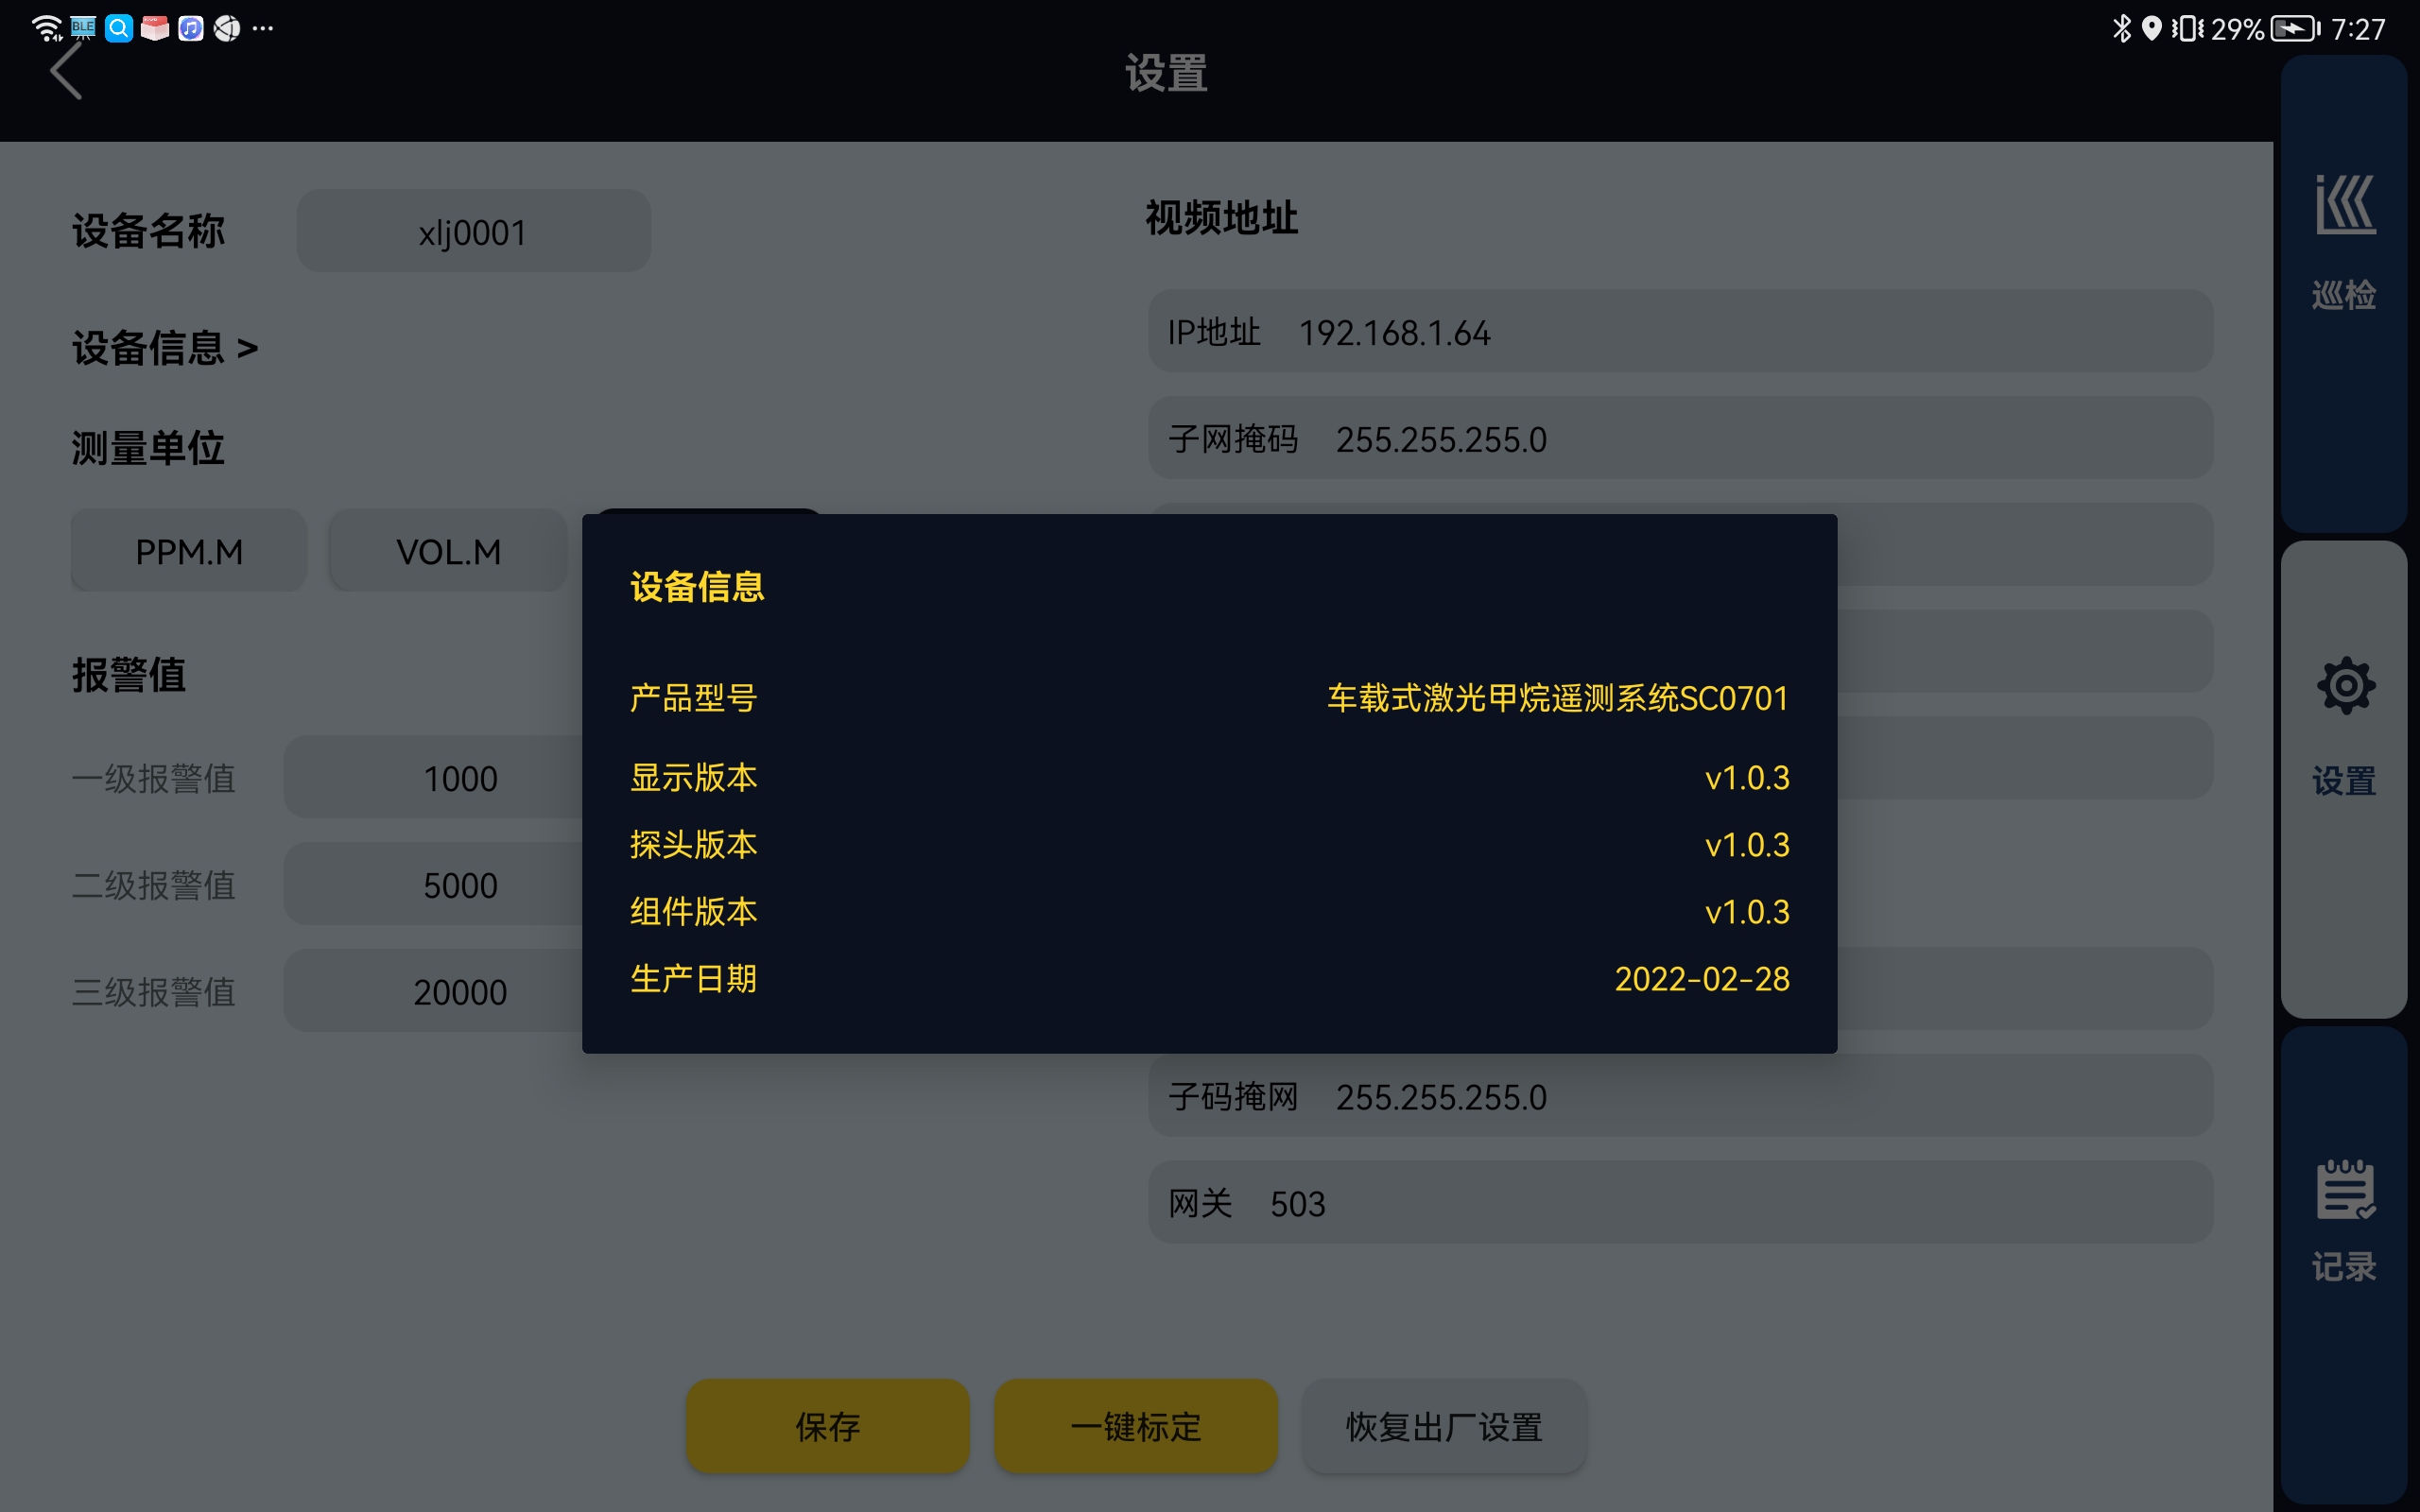 BLE
29%
7:27
设置
设备名称
xlj0001
设备信息 >
测量单位
PPM.M
VOL.M
报警值
一级报警值
1000
二级报警值
5000
三级报警值
20000
视频地址
IP地址 192.168.1.64
子网掩码 255.255.255.0
设备信息
产品型号 车载式激光甲烷遥测系统SC0701
显示版本 v1.0.3
探头版本 v1.0.3
组件版本 v1.0.3
生产日期 2022-02-28
子码掩网 255.255.255.0
网关 503
保存
一键标定
恢复出厂设置
巡检
设置
记录